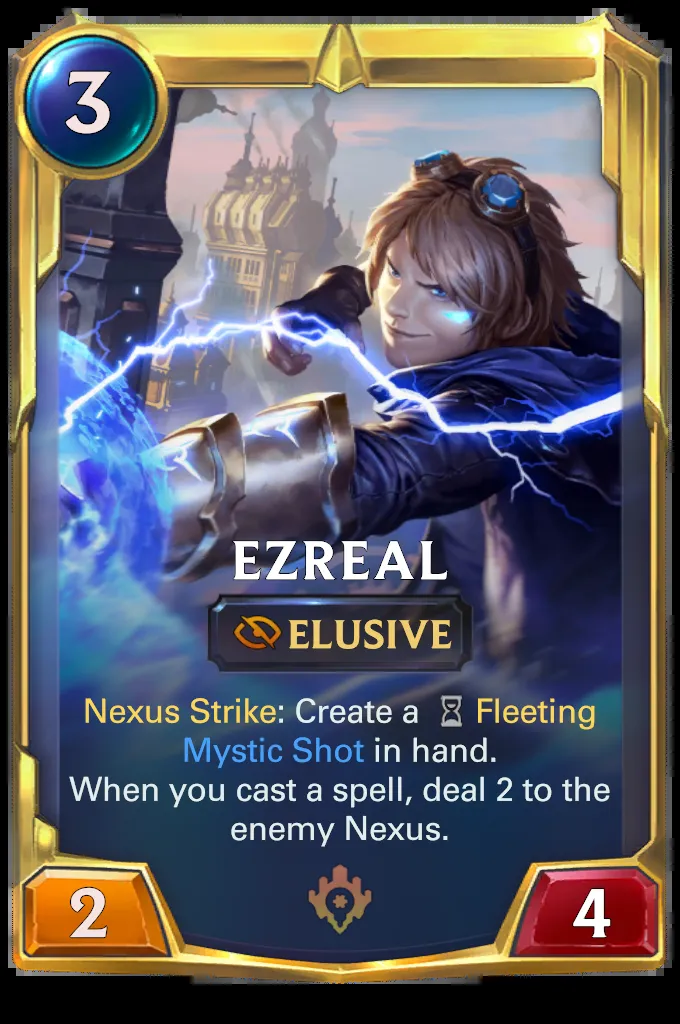 3
EZREAL
ELUSIVE
Nexus Strike: Create a Fleeting
Mystic Shot in hand.
When you cast a spell, deal 2 to the
enemy Nexus.
2
4